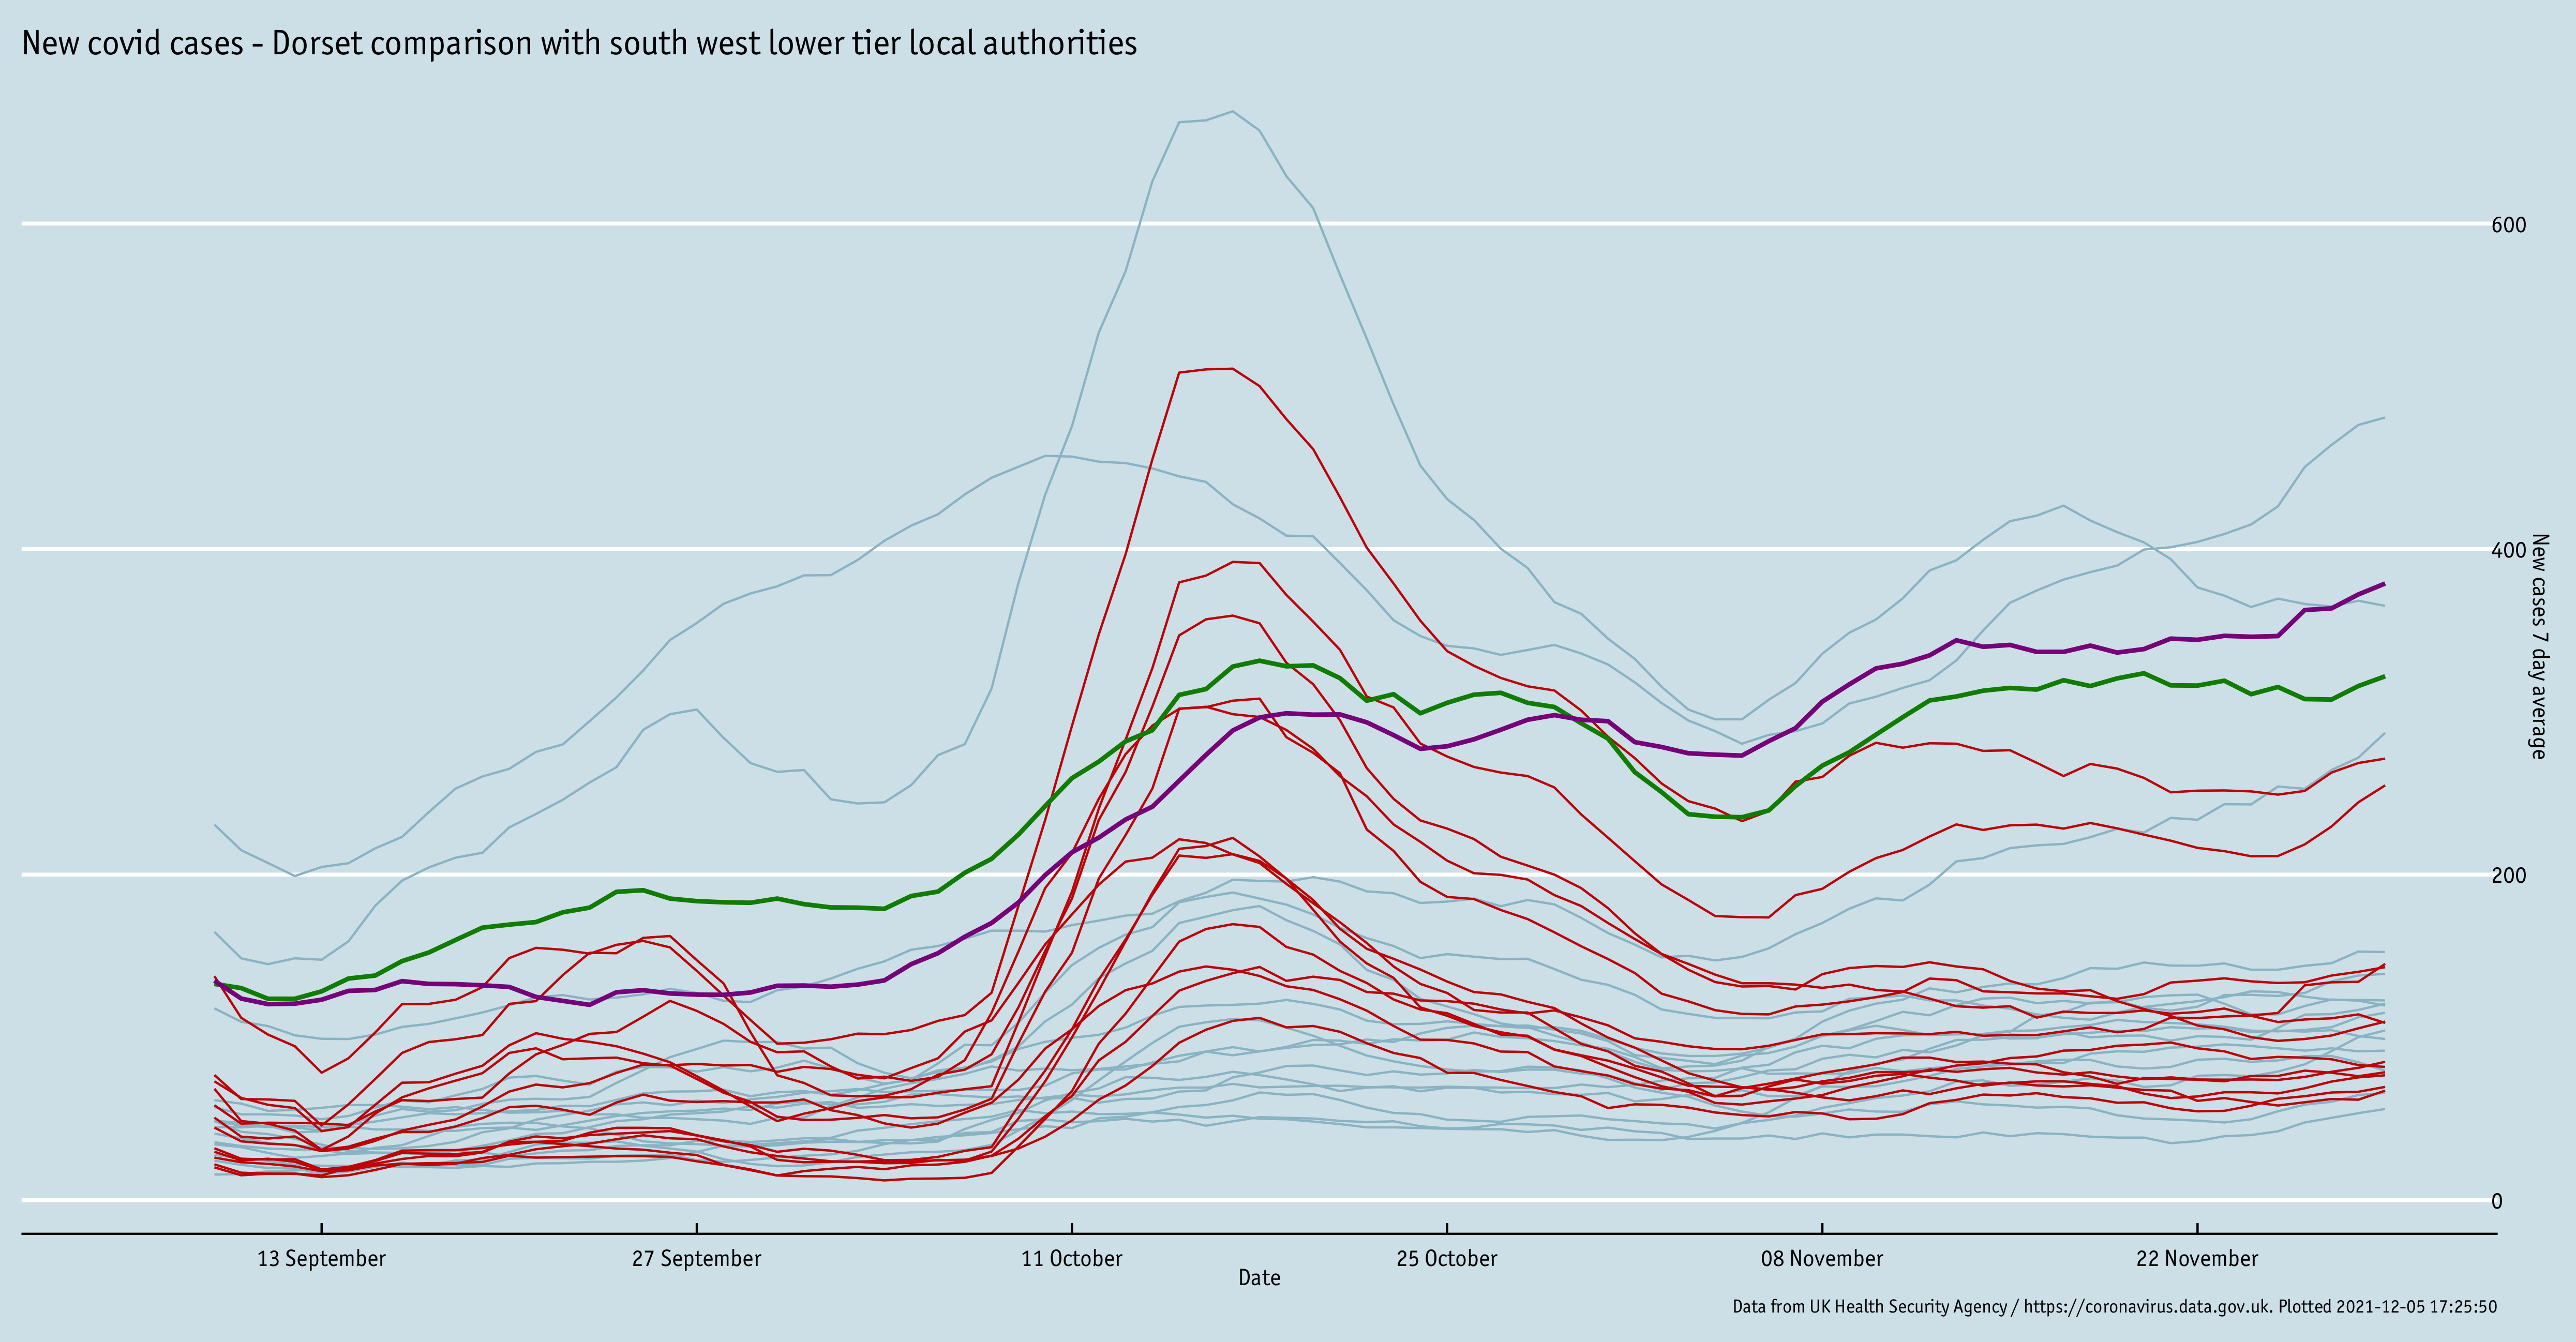 New covid cases - Dorset comparison with south west lower tier local authorities
600
400
200
0
New cases 7 day average
13 September
27 September
11 October
25 October
08 November
22 November
Date
Data from UK Health Security Agency / https://coronavirus.data.gov.uk. Plotted 2021-12-05 17:25:50